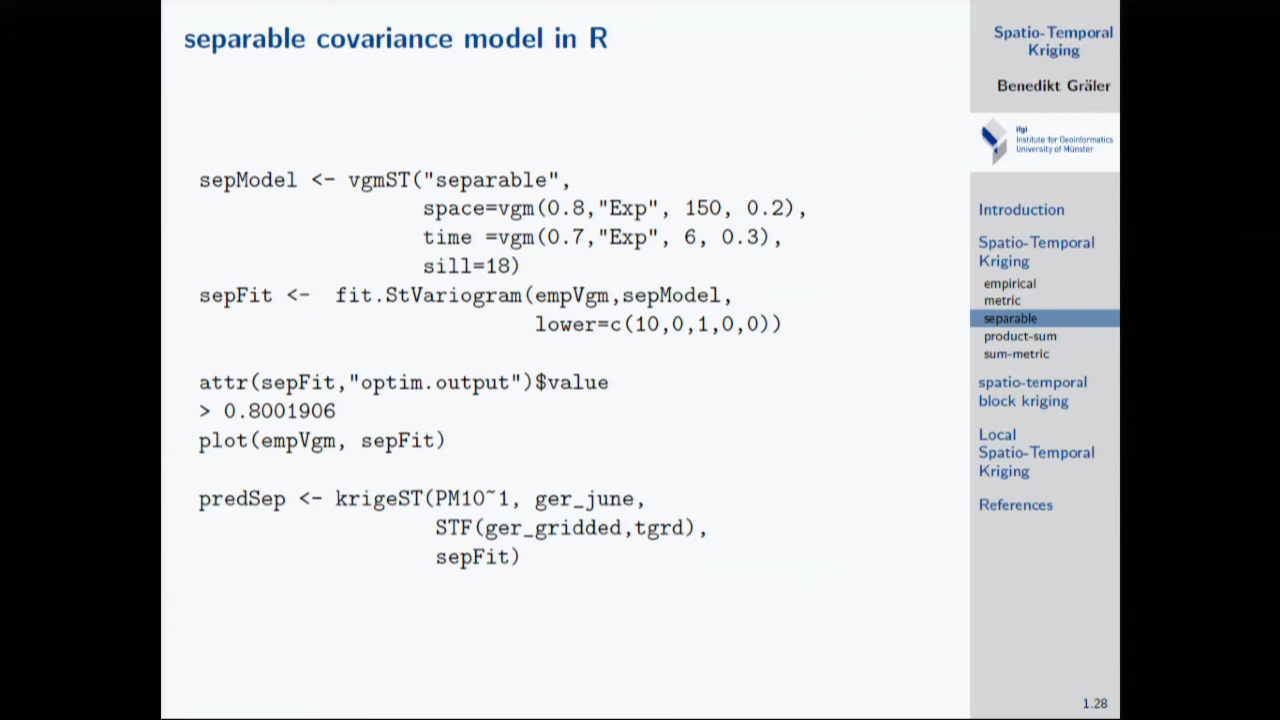 separable covariance model in R
sepModel <- vgmST("separable",
space=vgm(0.8,"Exp", 150, 0.2),
time =vgm(0.7,"Exp", 6, 0.3),
sill=18)
sepFit <- fit.StVariogram(empVgm,sepModel,
lower=c(10,0,1,0,0))
attr(sepFit,"optim.output")$value
> 0.8001906
plot(empVgm, sepFit)
predSep <- krigeST(PM10~1, ger_june,
STF(ger_gridded,tgrd),
sepFit)
Spatio-Temporal
Kriging
Benedikt Gräler
ifgi
Institute for Geoinformatics
University of Münster
Introduction
Spatio-Temporal
Kriging
empirical
metric
separable
product-sum
sum-metric
spatio-temporal
block kriging
Local
Spatio-Temporal
Kriging
References
1.28